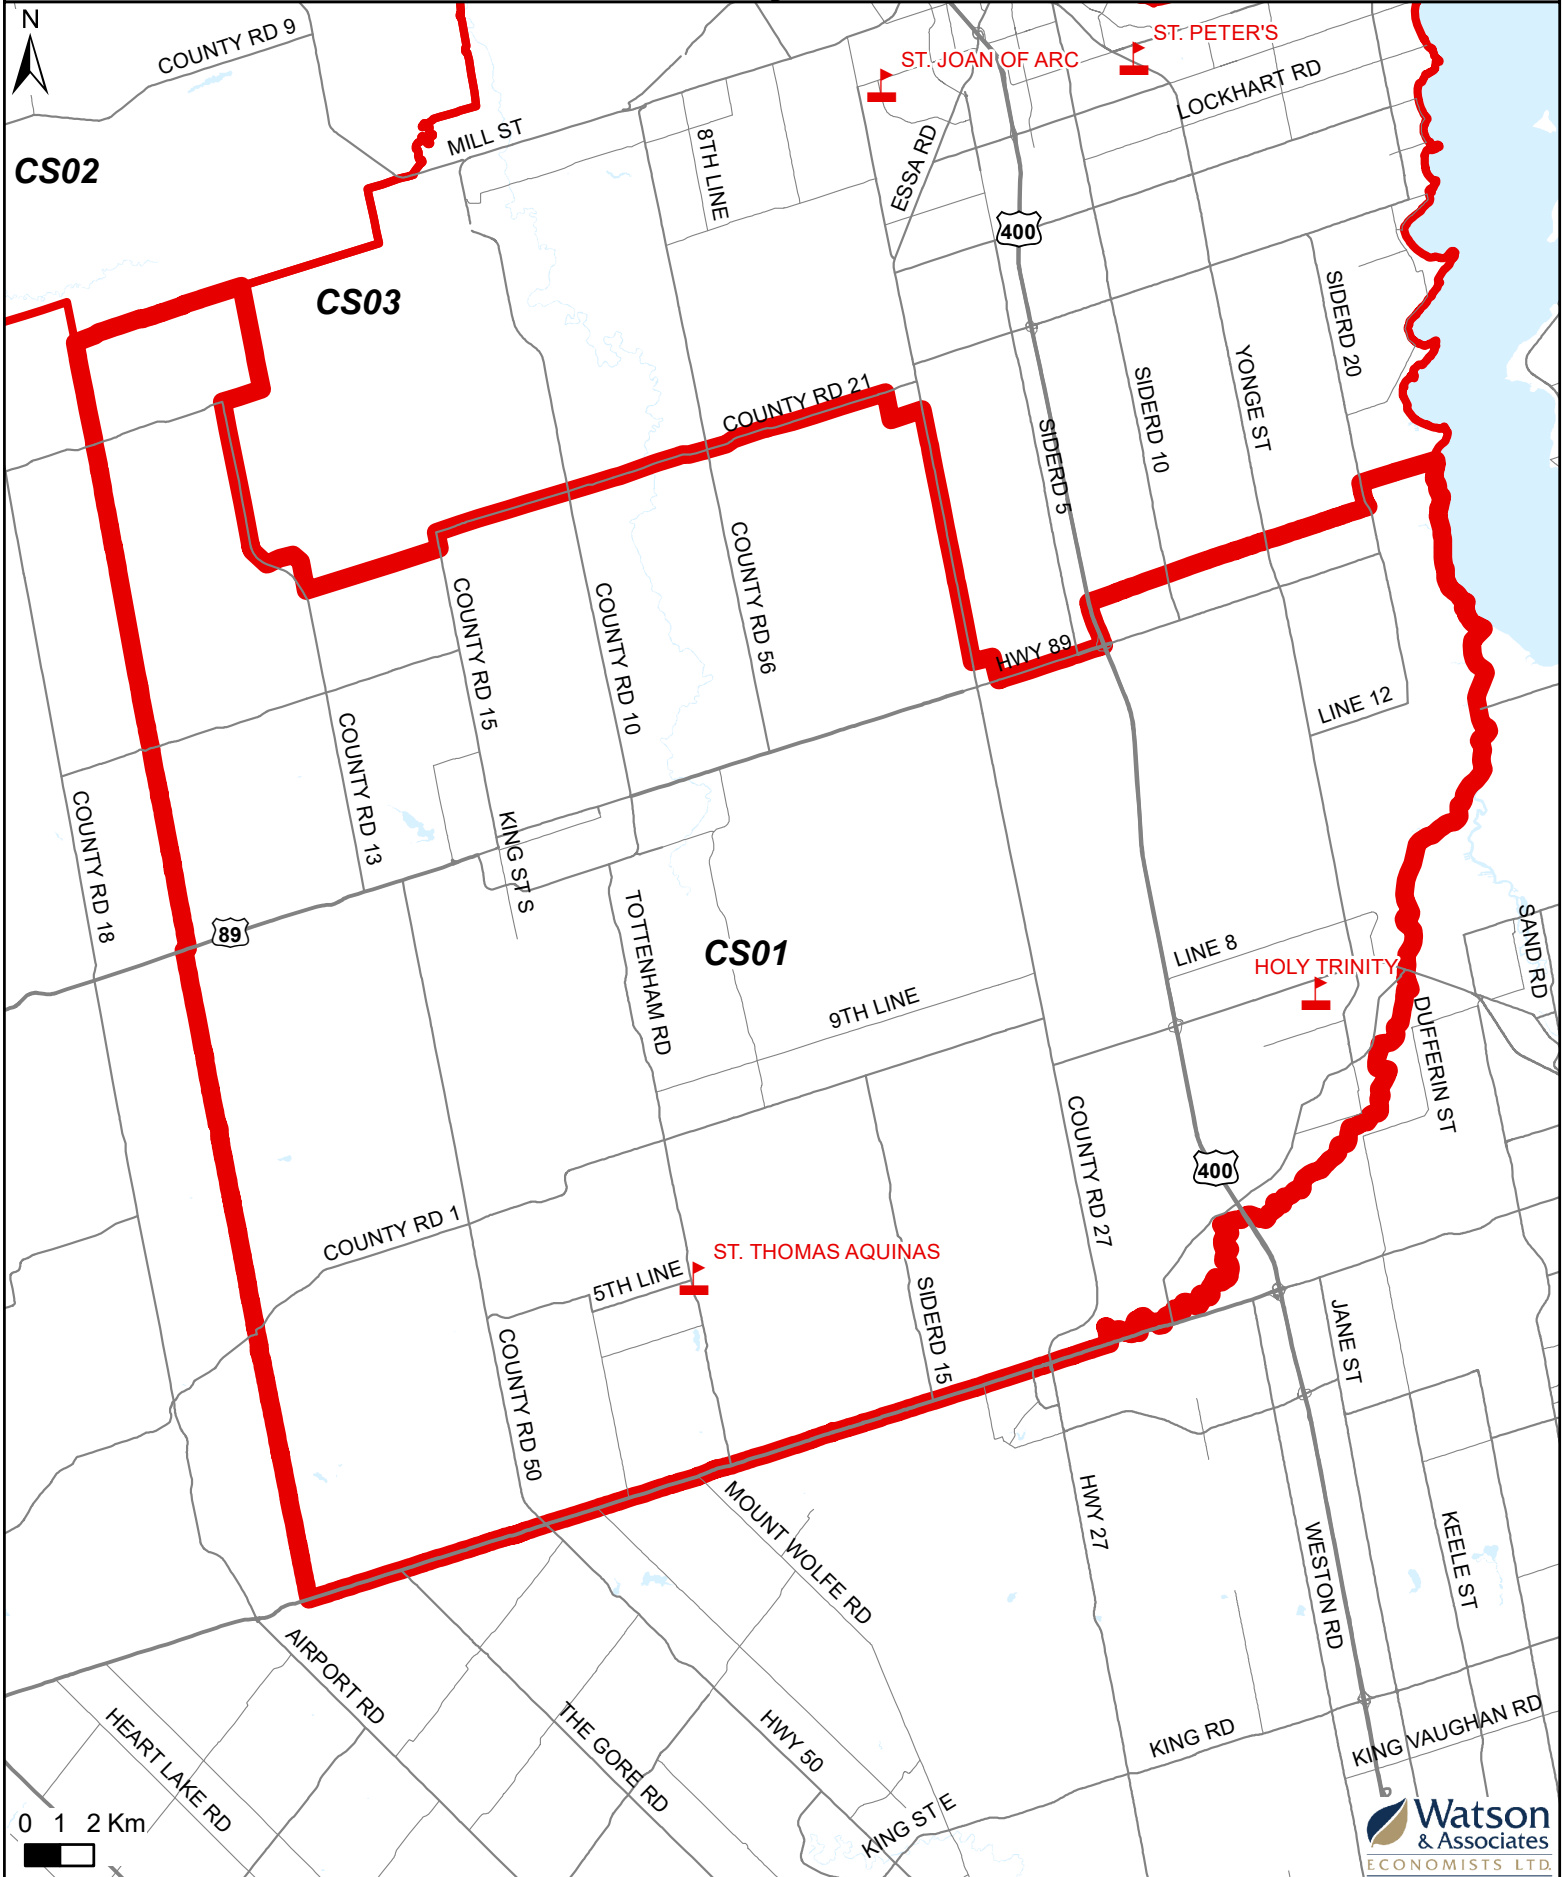 N
COUNTY RD 9
ST. PETER'S
ST. JOAN OF ARC
LOCKHART RD
MILL ST
8TH LINE
ESSA RD
CS02
400
CS03
SIDERD 20
YONGE ST
SIDERD 10
COUNTY RD 21
SIDERD 5
COUNTY RD 56
COUNTY RD 15
COUNTY RD 10
HWY 89
LINE 12
COUNTY RD 13
COUNTY RD 18
KING ST S
89
TOTTENHAM RD
CS01
SAND RD
LINE 8
HOLY TRINITY
9TH LINE
DUFFERIN ST
COUNTY RD 27
400
COUNTY RD 1
ST. THOMAS AQUINAS
5TH LINE
SIDERD 15
JANE ST
COUNTY RD 50
MOUNT WOLFE RD
HWY 27
WESTON RD
KEELE ST
AIRPORT RD
HEART LAKE RD
THE GORE RD
HWY 50
KING RD
KING VAUGHAN RD
KING ST E
0 1 2 Km
Watson
& Associates
ECONOMISTS LTD.